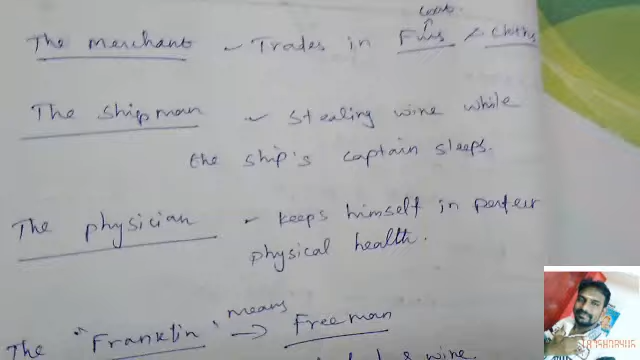 coats.
The merchant ~ Trades in Furs & cloths
The shipman ~ Stealing wine while
the ship's captain sleeps.
The physician ~ keeps himself in perfect
physical health.
The "Franklin" means → Freeman
& wine.